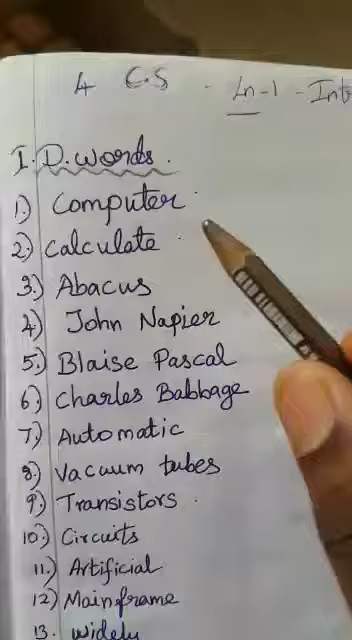 4 C.S - Ln-1 - Int
I. D. words.
1) Computer
2) Calculate
3) Abacus
4) John Napier
5) Blaise Pascal
6) Charles Babbage
7) Automatic
8) Vacuum tubes
9) Transistors
10) Circuits
11) Artificial
12) Mainframe
13. Widely